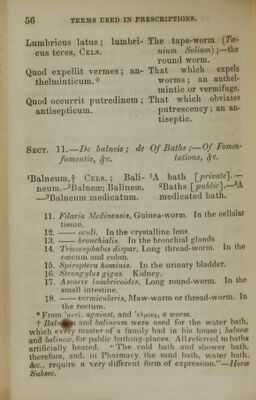 56 TERMS USED IN PRESCRIPTIONS.
Lumbricus latus; lumbri-
cus teres, CELS.
The tape-worm (Tæ-
nium Solium);—the
round worm.
Quod expellit vermes; an-
thelminticum.*
That which expels
worms; an anthel-
mintic or vermifuge.
Quod occurrit putredinem;
antisepticum.
That which obviates
putrescency; an an-
tiseptic.
SECT. 11.—De balneis; de
fomentis, &c.
Of Baths;—Of Fomen-
tations, &c.
¹Balneum,† CELS.; Bali-
neum.—²Balneæ; Balineæ.
—³Balneum medicatum.
¹A bath [private].—
²Baths [public].—³A
medicated bath.
11. Filaria Medinensis, Guinea-worm. In the cellular
tissue.
12. —— oculi. In the crystalline lens.
13. —— bronchialis. In the bronchial glands.
14. Tricocephalus dispar, Long thread-worm. In the
cæcum and colon.
15. Spiroptera hominis. In the urinary bladder.
16. Strongylus gigas. Kidney.
17. Ascaris lumbricoides, Long round-worm. In the
small intestine.
18. —— vermicularis, Maw-worm or thread-worm. In
the rectum.
* From 'αντι, against, and 'ελμινς, a worm.
† Balneum and balineum were used for the water bath,
which every master of a family had in his house; balneæ
and balineæ, for public bathing-places. All referred to baths
artificially heated. "The cold bath and shower bath,
therefore, and, in Pharmacy, the sand bath, water bath,
&c., require a very different form of expression."—Horæ
Subsec.